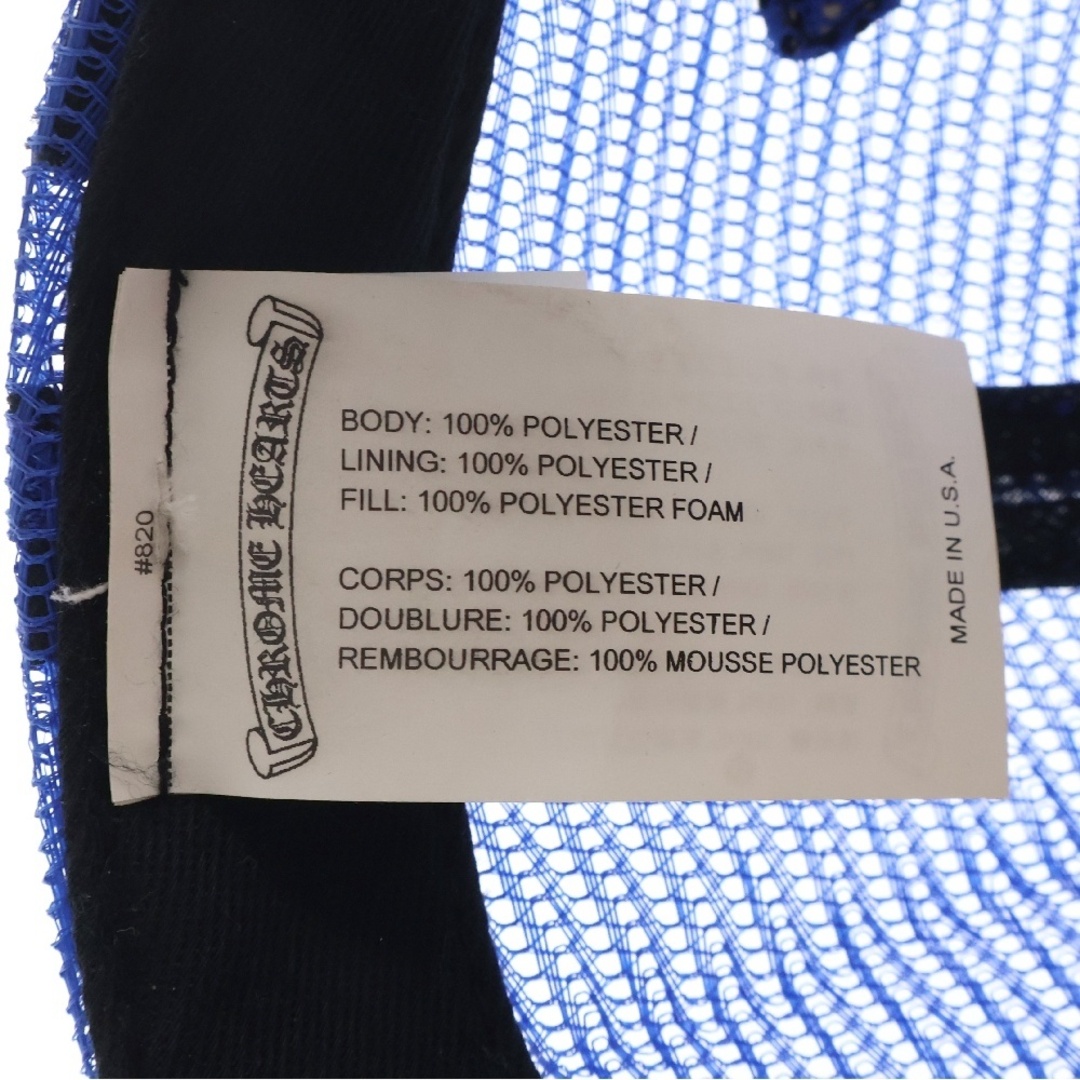 #820
CHROME HEARTS
BODY: 100% POLYESTER /
LINING: 100% POLYESTER /
FILL: 100% POLYESTER FOAM
CORPS: 100% POLYESTER /
DOUBLURE: 100% POLYESTER /
REMBOURRAGE: 100% MOUSSE POLYESTER
MADE IN U.S.A.